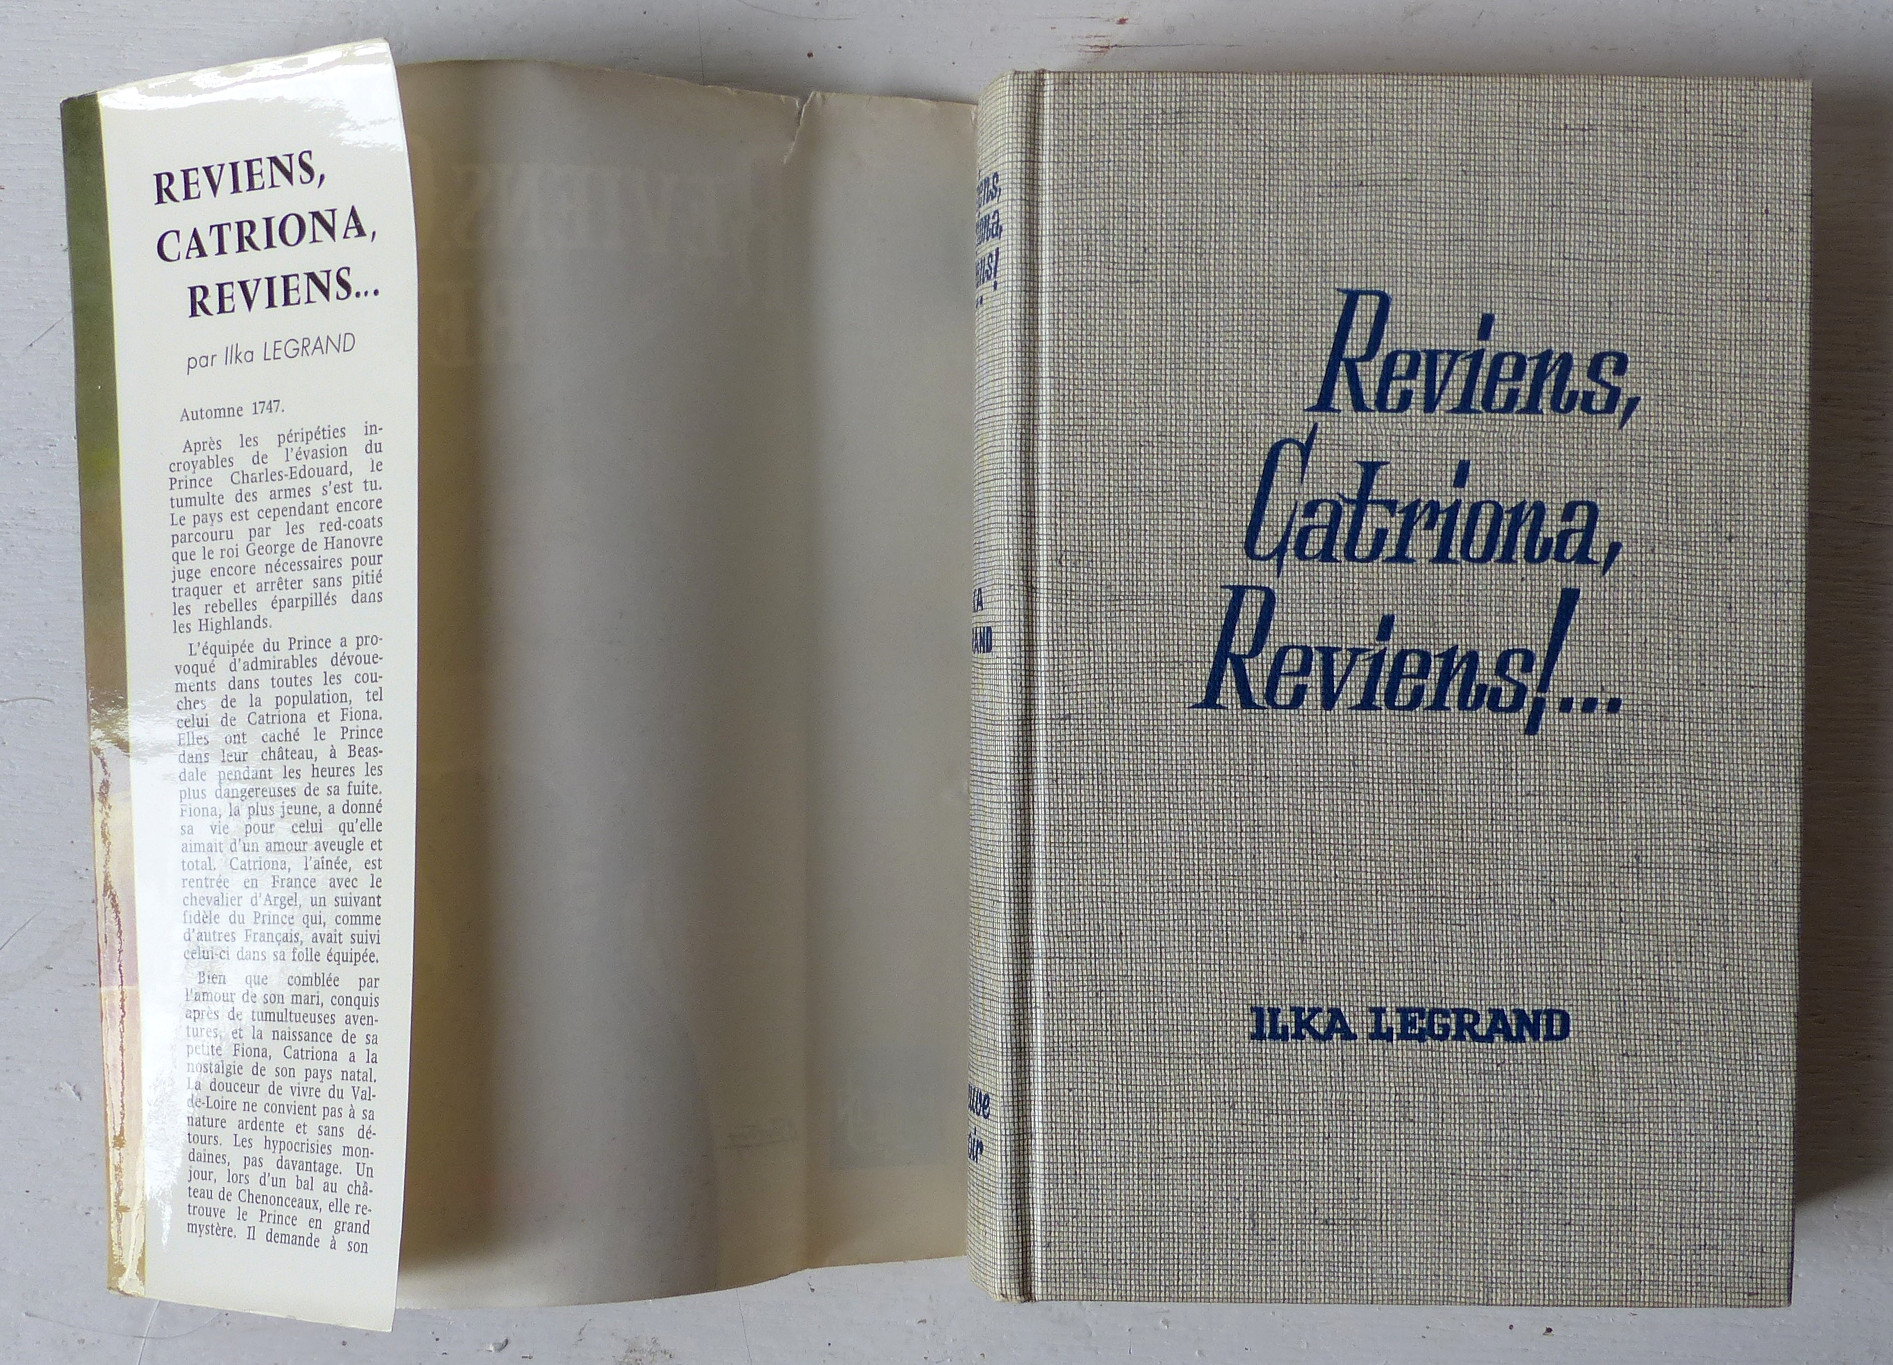 REVIENS,
CATRIONA,
REVIENS...
par Ilka LEGRAND
Automne 1747.
Après les péripéties in-
croyables de l'évasion du
Prince Charles-Edouard, le
tumulte des armes s'est tu.
Le pays est cependant encore
parcouru par les red-coats
que le roi George de Hanovre
juge encore nécessaires pour
traquer et arrêter sans pitié
les rebelles éparpillés dans
les Highlands.
L'équipée du Prince a pro-
voqué d'admirables dévoue-
ments dans toutes les cou-
ches de la population, tel
celui de Catriona et Fiona.
Elles ont caché le Prince
dans leur château, à Beas-
dale pendant les heures les
plus dangereuses de sa fuite.
Fiona, la plus jeune, a donné
sa vie pour celui qu'elle
aimait d'un amour aveugle et
total. Catriona, l'aînée, est
rentrée en France avec le
chevalier d'Argel, un suivant
fidèle du Prince qui, comme
d'autres Français, avait suivi
celui-ci dans sa folle équipée.
Bien que comblée par
l'amour de son mari, conquis
après de tumultueuses aven-
tures, et la naissance de sa
petite Fiona, Catriona a la
nostalgie de son pays natal.
La douceur de vivre du Val-
de-Loire ne convient pas à sa
nature ardente et sans dé-
tours. Les hypocrisies mon-
daines, pas davantage. Un
jour, lors d'un bal au châ-
teau de Chenonceaux, elle re-
trouve le Prince en grand
mystère. Il demande à son
Reviens,
Catriona,
Reviens!...
ILKA LEGRAND